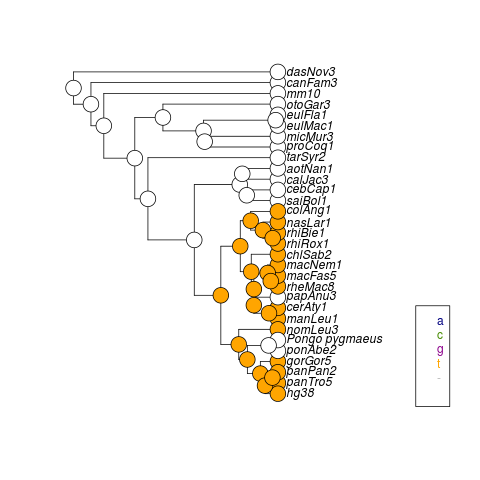 dasNov3
canFam3
mm10
otoGar3
eulFla1
eulMac1
micMur3
proCoq1
tarSyr2
aotNan1
calJac3
cebCap1
saiBol1
colAng1
nasLar1
rhiBie1
rhiRox1
chlSab2
macNem1
macFas5
rheMac8
papAnu3
cerAty1
manLeu1
nomLeu3
Pongo pygmaeus
ponAbe2
gorGor5
panPan2
panTro5
hg38
a
c
g
t
-